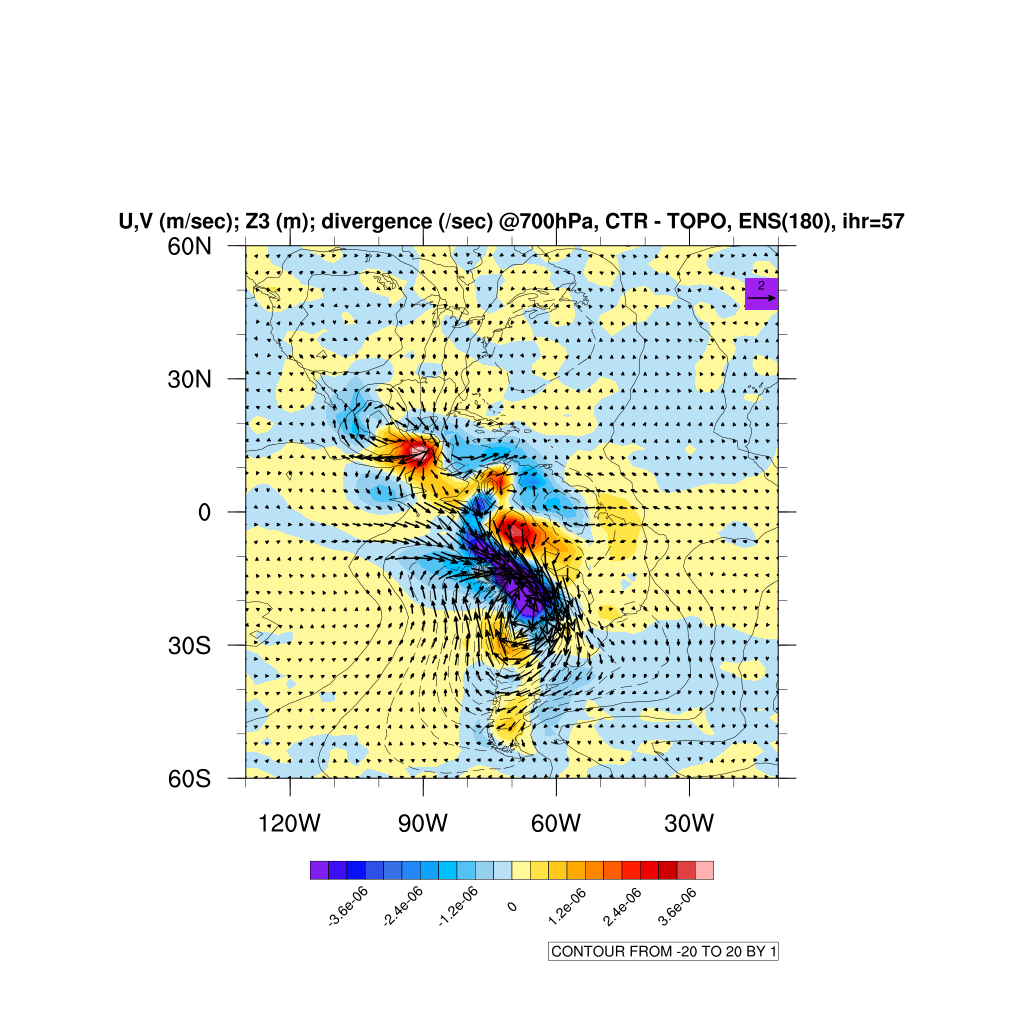 U,V (m/sec); Z3 (m); divergence (/sec) @700hPa, CTR - TOPO, ENS(180), ihr=57
60N
2
30N
0
30S
60S
120W 90W 60W 30W
-3.6e-06 -2.4e-06 -1.2e-06 0 1.2e-06 2.4e-06 3.6e-06
CONTOUR FROM -20 TO 20 BY 1